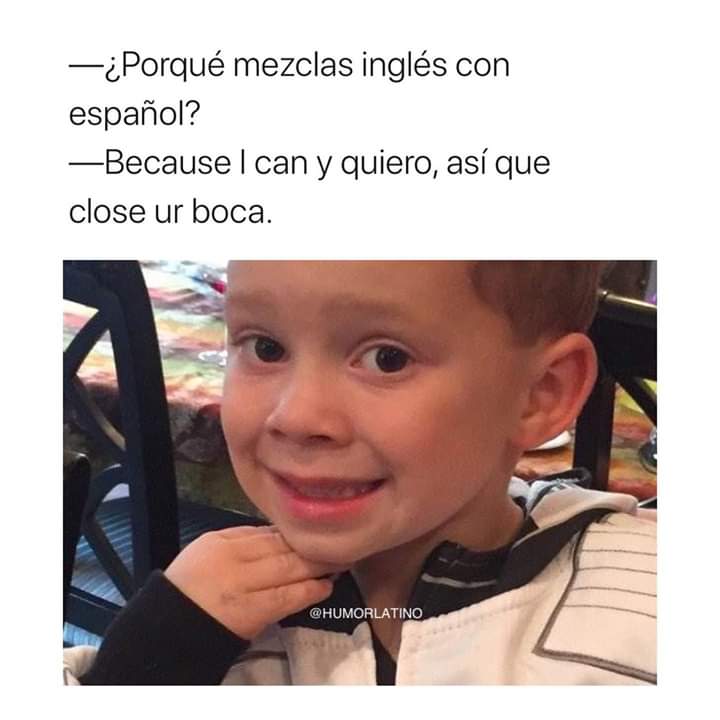 —¿Porqué mezclas inglés con
español?
—Because I can y quiero, así que
close ur boca.
@HUMORLATINO